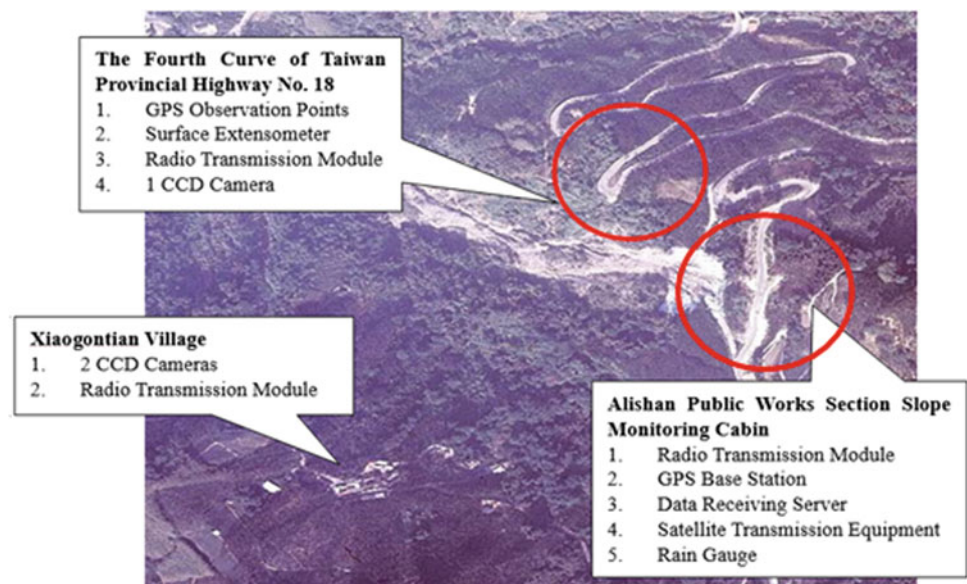 The Fourth Curve of Taiwan
Provincial Highway No. 18
1. GPS Observation Points
2. Surface Extensometer
3. Radio Transmission Module
4. 1 CCD Camera
Xiaogontian Village
1. 2 CCD Cameras
2. Radio Transmission Module
Alishan Public Works Section Slope
Monitoring Cabin
1. Radio Transmission Module
2. GPS Base Station
3. Data Receiving Server
4. Satellite Transmission Equipment
5. Rain Gauge